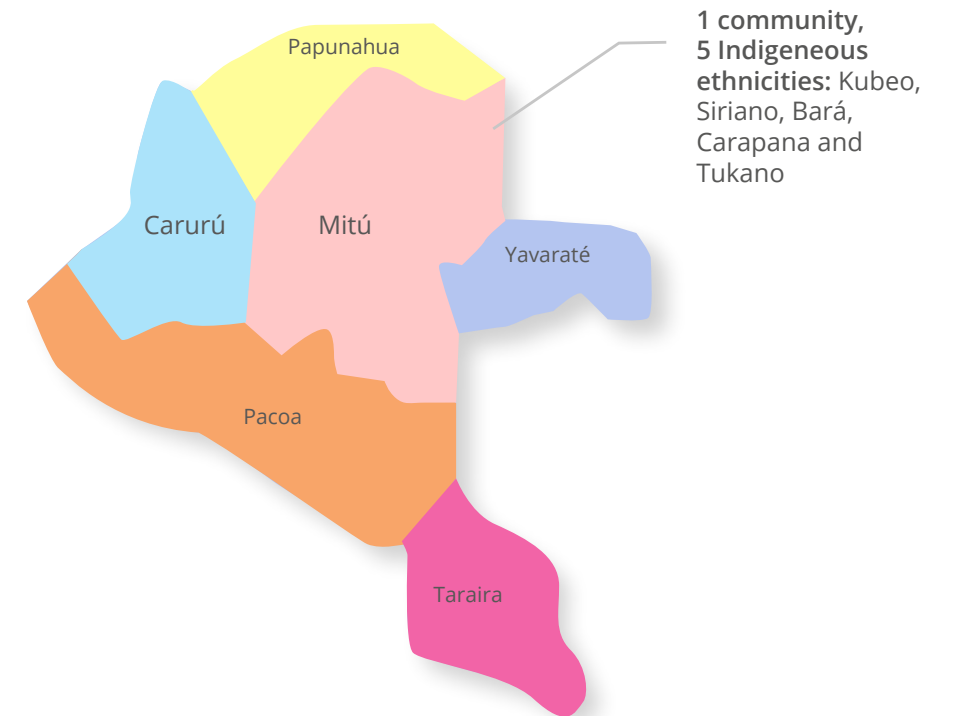 1 community,
5 Indigeneous
ethnicities: Kubeo,
Siriano, Bará,
Carapana and
Tukano
Papunahua
Carurú
Mitú
Yavaraté
Pacoa
Taraira